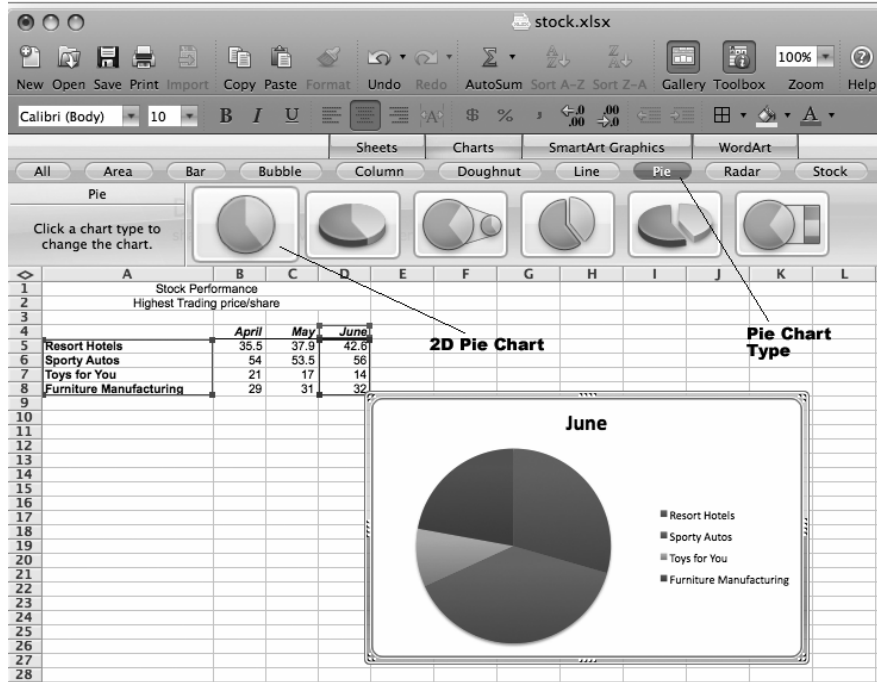 stock.xlsx
New Open Save Print Import Copy Paste Format Undo Redo AutoSum Sort A-Z Sort Z-A Gallery Toolbox Zoom Help
100%
Calibri (Body) 10 B I U A $ % , .0 .00 .00 .0 A
Sheets Charts SmartArt Graphics WordArt
All Area Bar Bubble Column Doughnut Line Pie Radar Stock
Pie
Click a chart type to
change the chart.
A B C D E F G H I J K L
1 Stock Performance
2 Highest Trading price/share
3
4 April May June
5 Resort Hotels 35.5 37.9 42.6
6 Sporty Autos 54 53.5 56
7 Toys for You 21 17 14
8 Furniture Manufacturing 29 31 32
2D Pie Chart
Pie Chart
Type
9
10
11
12
13
14
15
16
17
18
19
20
21
22
23
24
25
26
27
28
June
Resort Hotels
Sporty Autos
Toys for You
Furniture Manufacturing